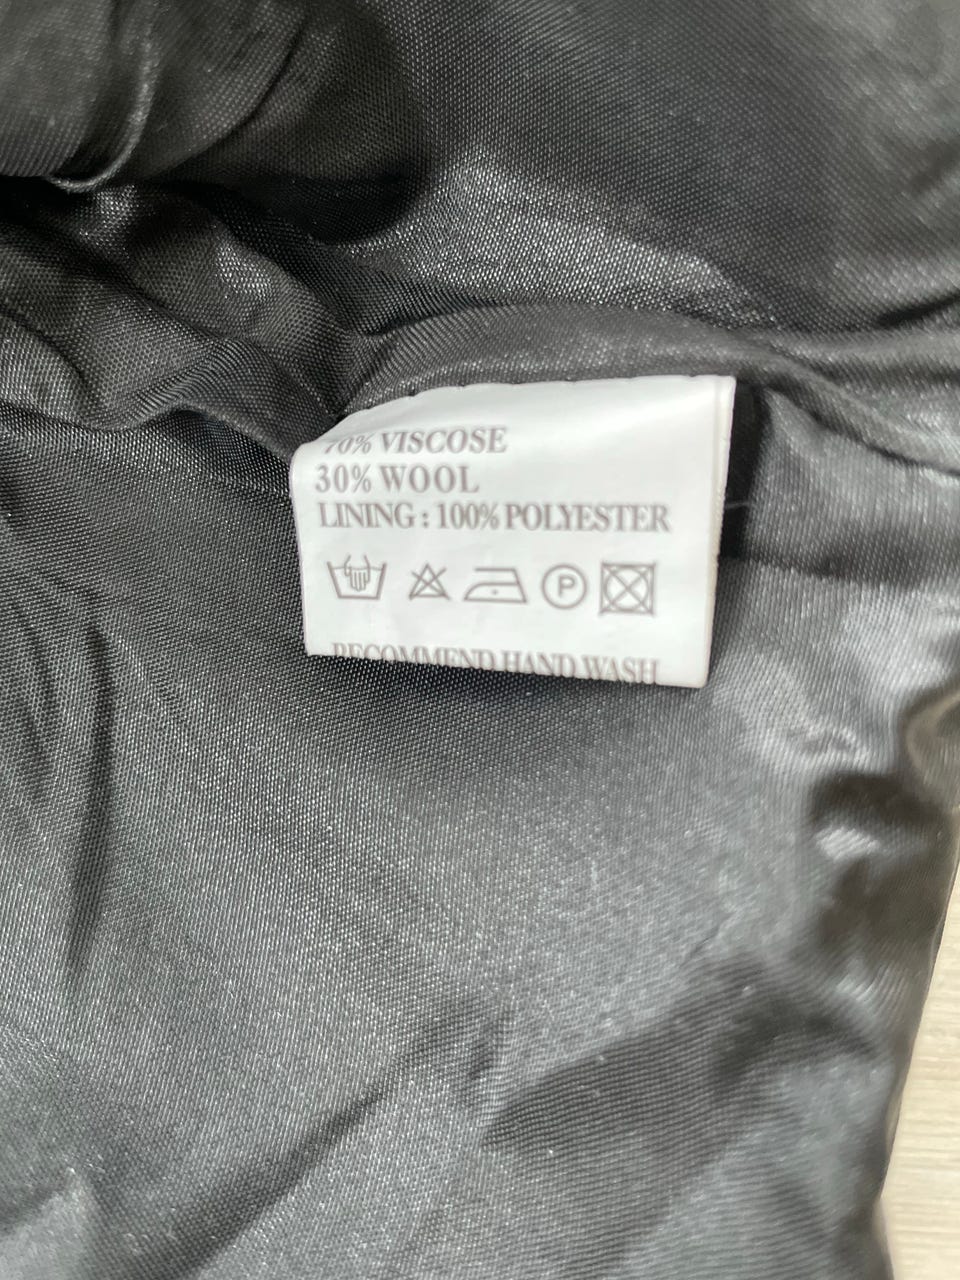 70% VISCOSE
30% WOOL
LINING : 100% POLYESTER
P
RECOMMEND HAND WASH